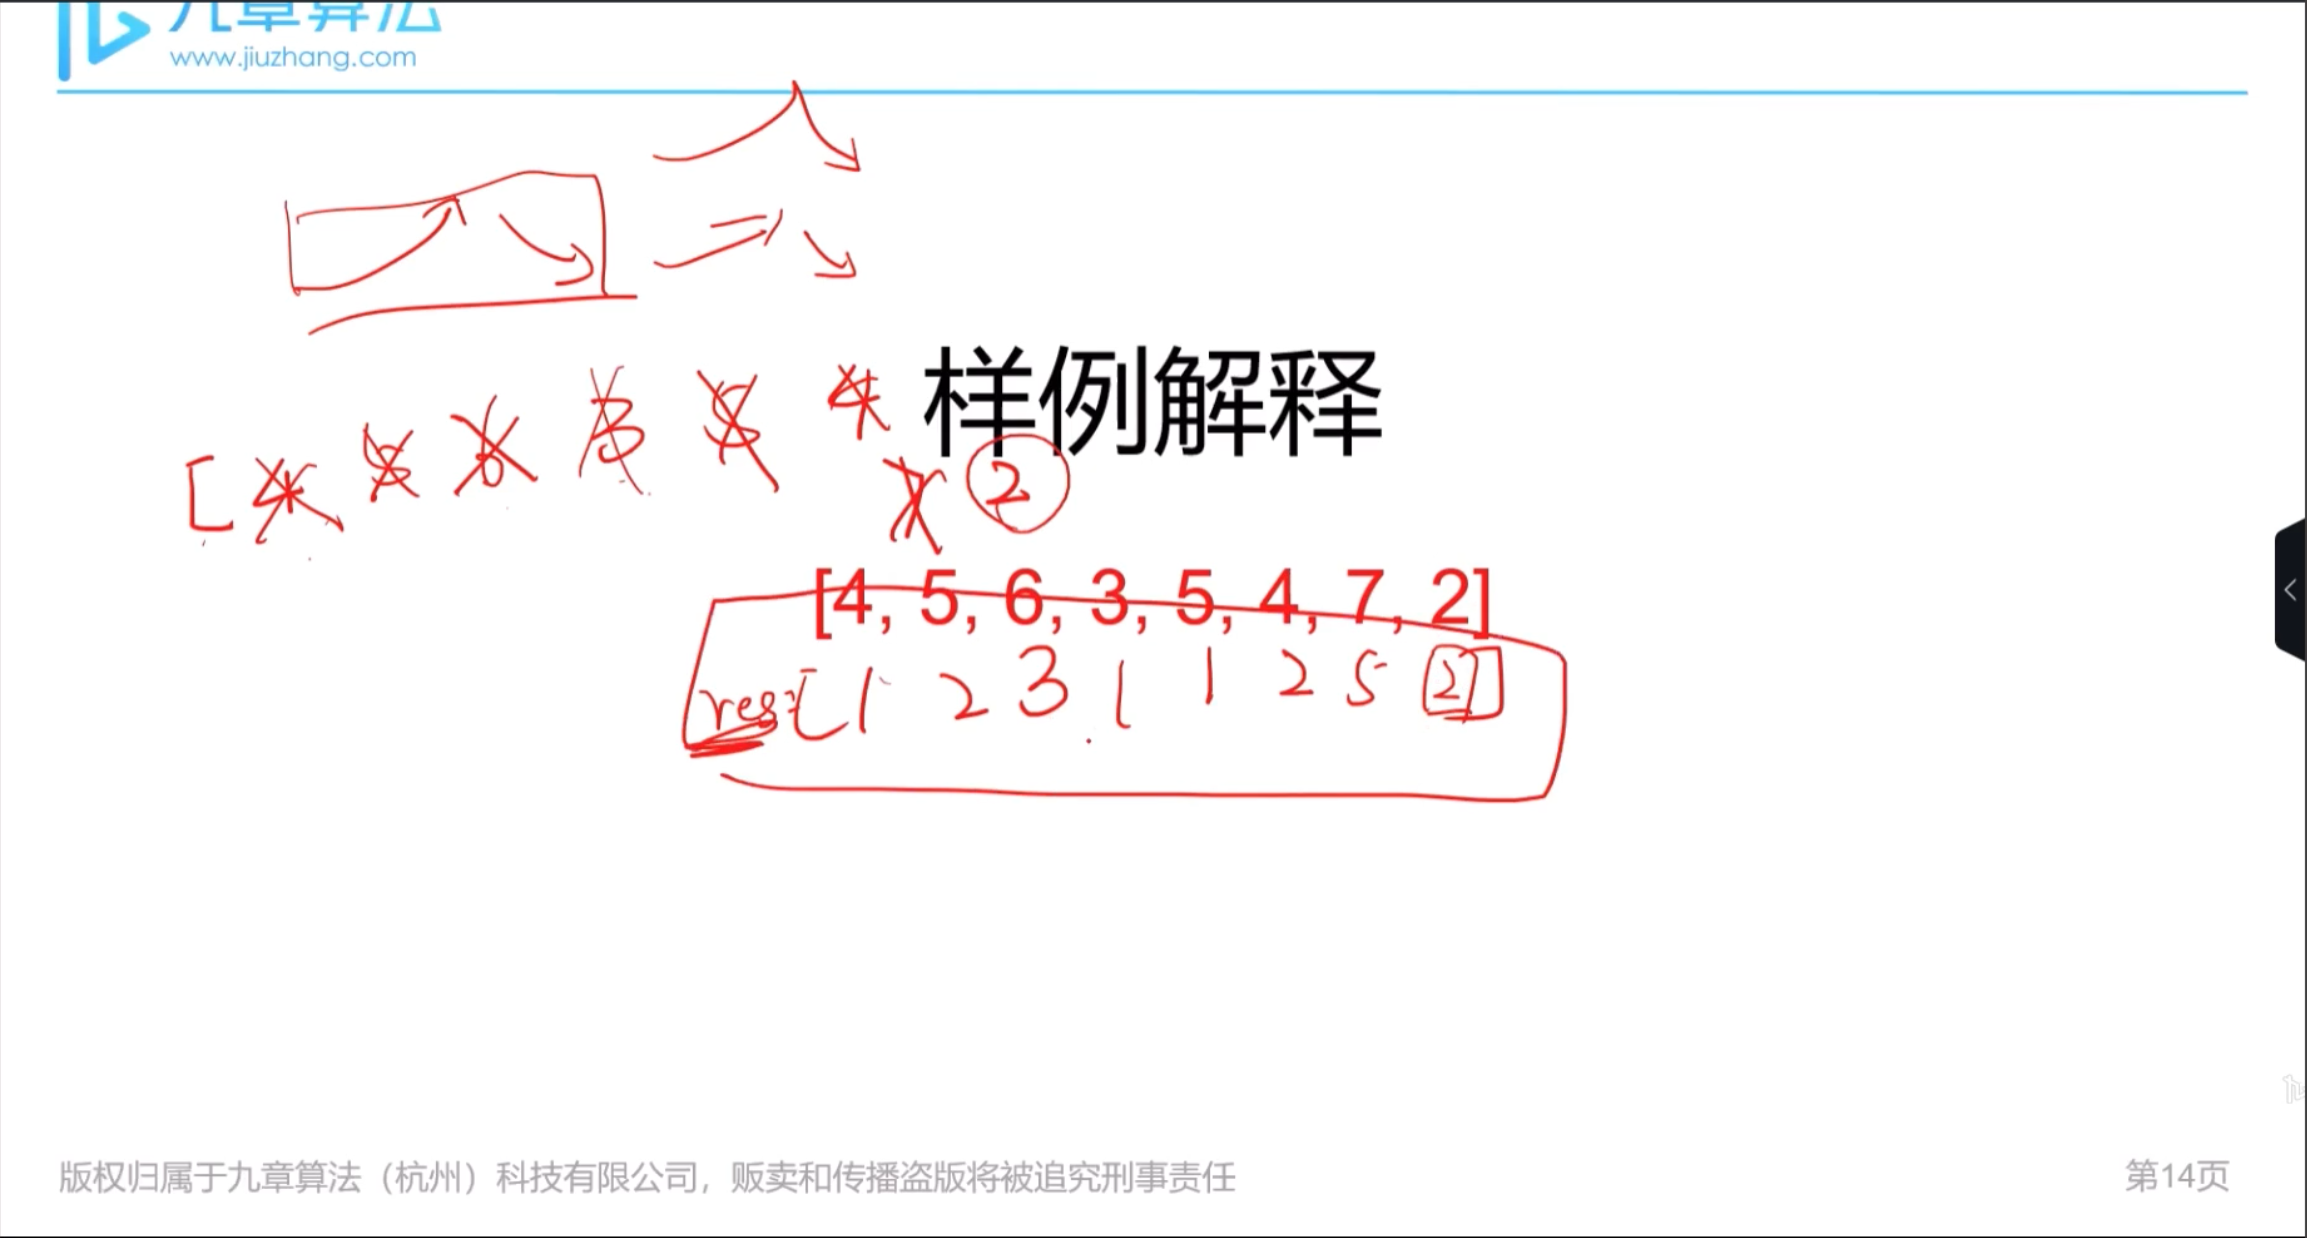 九章算法
www.jiuzhang.com
样例解释
[4 5 6 3 5 4 7 2
[4, 5, 6, 3, 5, 4, 7, 2]
res=[1 2 3 1 1 2 5 2]
版权归属于九章算法（杭州）科技有限公司，贩卖和传播盗版将被追究刑事责任
第14页